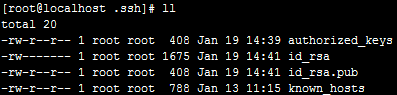 [root@localhost .ssh]# ll
total 20
-rw-r--r-- 1 root root  408 Jan 19 14:39 authorized_keys
-rw------- 1 root root 1675 Jan 19 14:41 id_rsa
-rw-r--r-- 1 root root  408 Jan 19 14:41 id_rsa.pub
-rw-r--r-- 1 root root  788 Jan 13 11:15 known_hosts